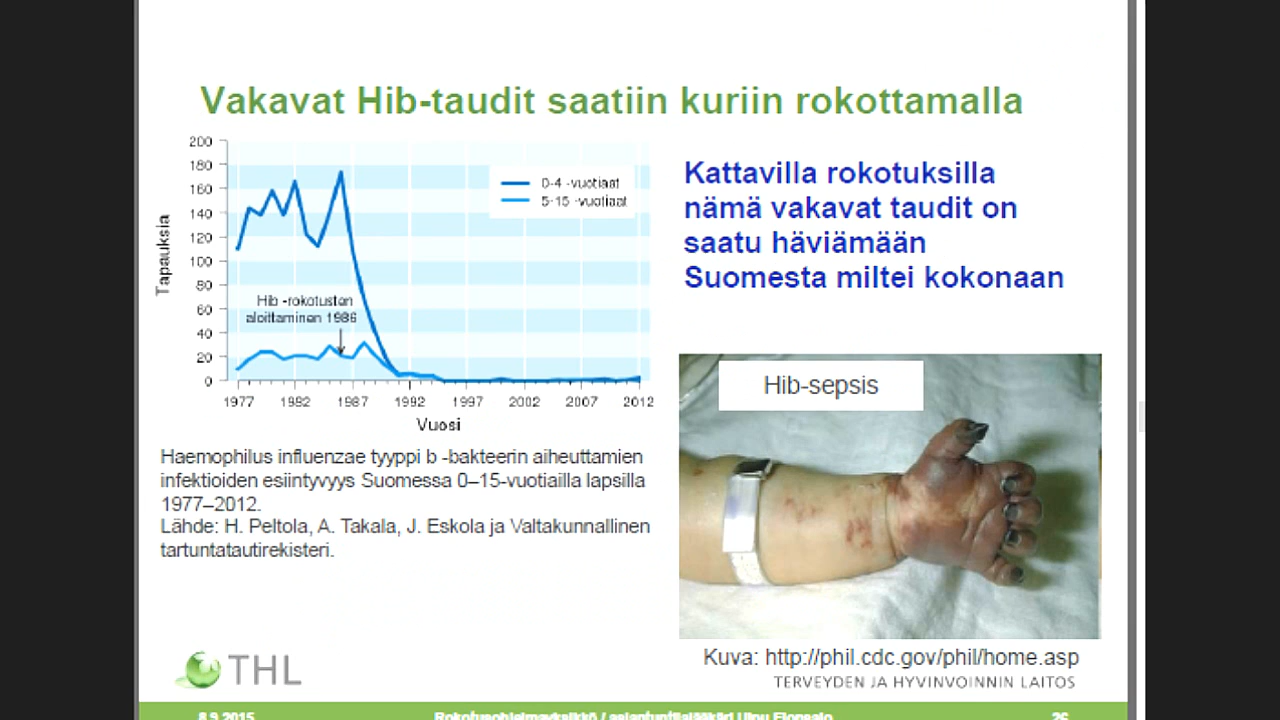 Vakavat Hib-taudit saatiin kuriin rokottamalla
200
180
160
140
120
100
80
60
40
20
0
Tapauksia
0-4 -vuotiaat
5-15 -vuotiaat
Hib -rokotusten
aloittaminen 1986
1977 1982 1987 1992 1997 2002 2007 2012
Vuosi
Kattavilla rokotuksilla
nämä vakavat taudit on
saatu häviämään
Suomesta miltei kokonaan
Haemophilus influenzae tyyppi b -bakteerin aiheuttamien
infektioiden esiintyvyys Suomessa 0–15-vuotiailla lapsilla
1977–2012.
Lähde: H. Peltola, A. Takala, J. Eskola ja Valtakunnallinen
tartuntatautirekisteri.
Hib-sepsis
Kuva: http://phil.cdc.gov/phil/home.asp
THL
TERVEYDEN JA HYVINVOINNIN LAITOS
8.9.2015
Rokotusohjelmayksikkö / asiantuntijalääkäri Ulpu Elonsalo
26